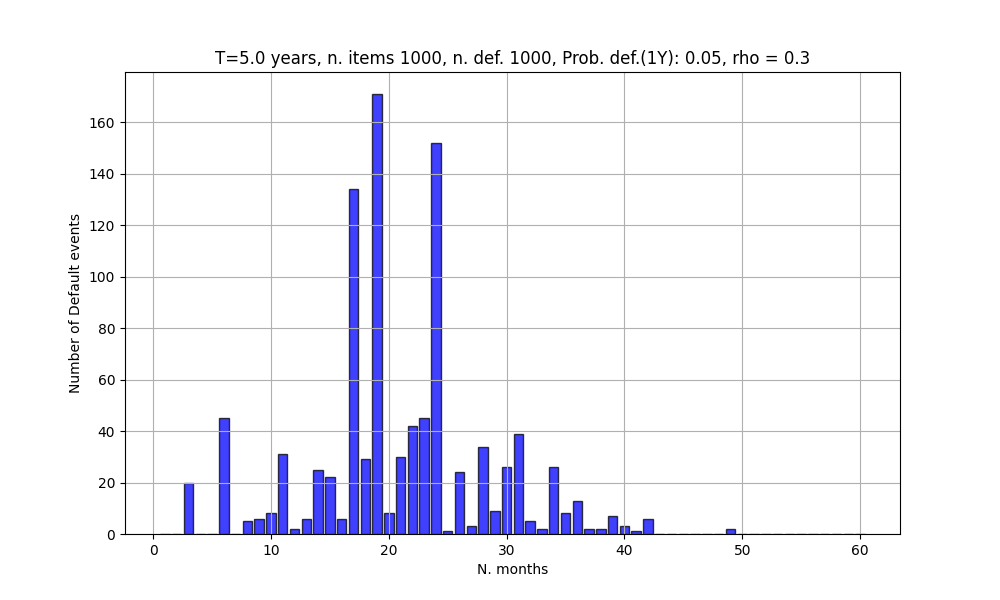 T=5.0 years, n. items 1000, n. def. 1000, Prob. def.(1Y): 0.05, rho = 0.3
160
140
120
100
80
60
40
20
0
Number of Default events
0 10 20 30 40 50 60
N. months